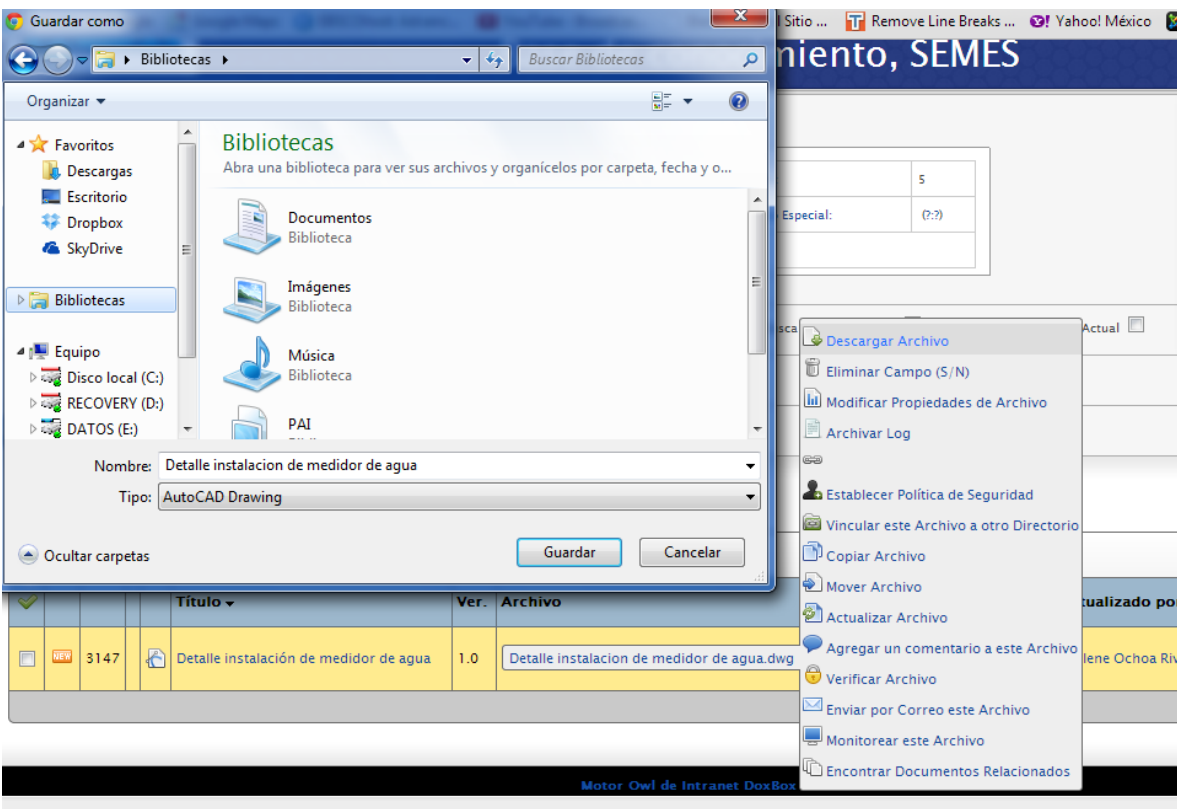 Guardar como
Bibliotecas
Buscar Bibliotecas
Organizar
Favoritos
Descargas
Escritorio
Dropbox
SkyDrive
Bibliotecas
Equipo
Disco local (C:)
RECOVERY (D:)
DATOS (E:)
Bibliotecas
Abra una biblioteca para ver sus archivos y organícelos por carpeta, fecha y o...
Documentos
Biblioteca
Imágenes
Biblioteca
Música
Biblioteca
PAI
Nombre: Detalle instalacion de medidor de agua
Tipo: AutoCAD Drawing
Ocultar carpetas
Guardar Cancelar
l Sitio ... Remove Line Breaks ... Yahoo! México
miento, SEMES
5
Especial: (?:?)
sca
Actual
Descargar Archivo
Eliminar Campo (S/N)
Modificar Propiedades de Archivo
Archivar Log
Establecer Política de Seguridad
Vincular este Archivo a otro Directorio
Copiar Archivo
Mover Archivo
Actualizar Archivo
Agregar un comentario a este Archivo
Verificar Archivo
Enviar por Correo este Archivo
Monitorear este Archivo
Encontrar Documentos Relacionados
Título Ver. Archivo tualizado po
NEW 3147 Detalle instalación de medidor de agua 1.0 Detalle instalacion de medidor de agua.dwg lene Ochoa Riv
Motor Owl de Intranet DoxBox